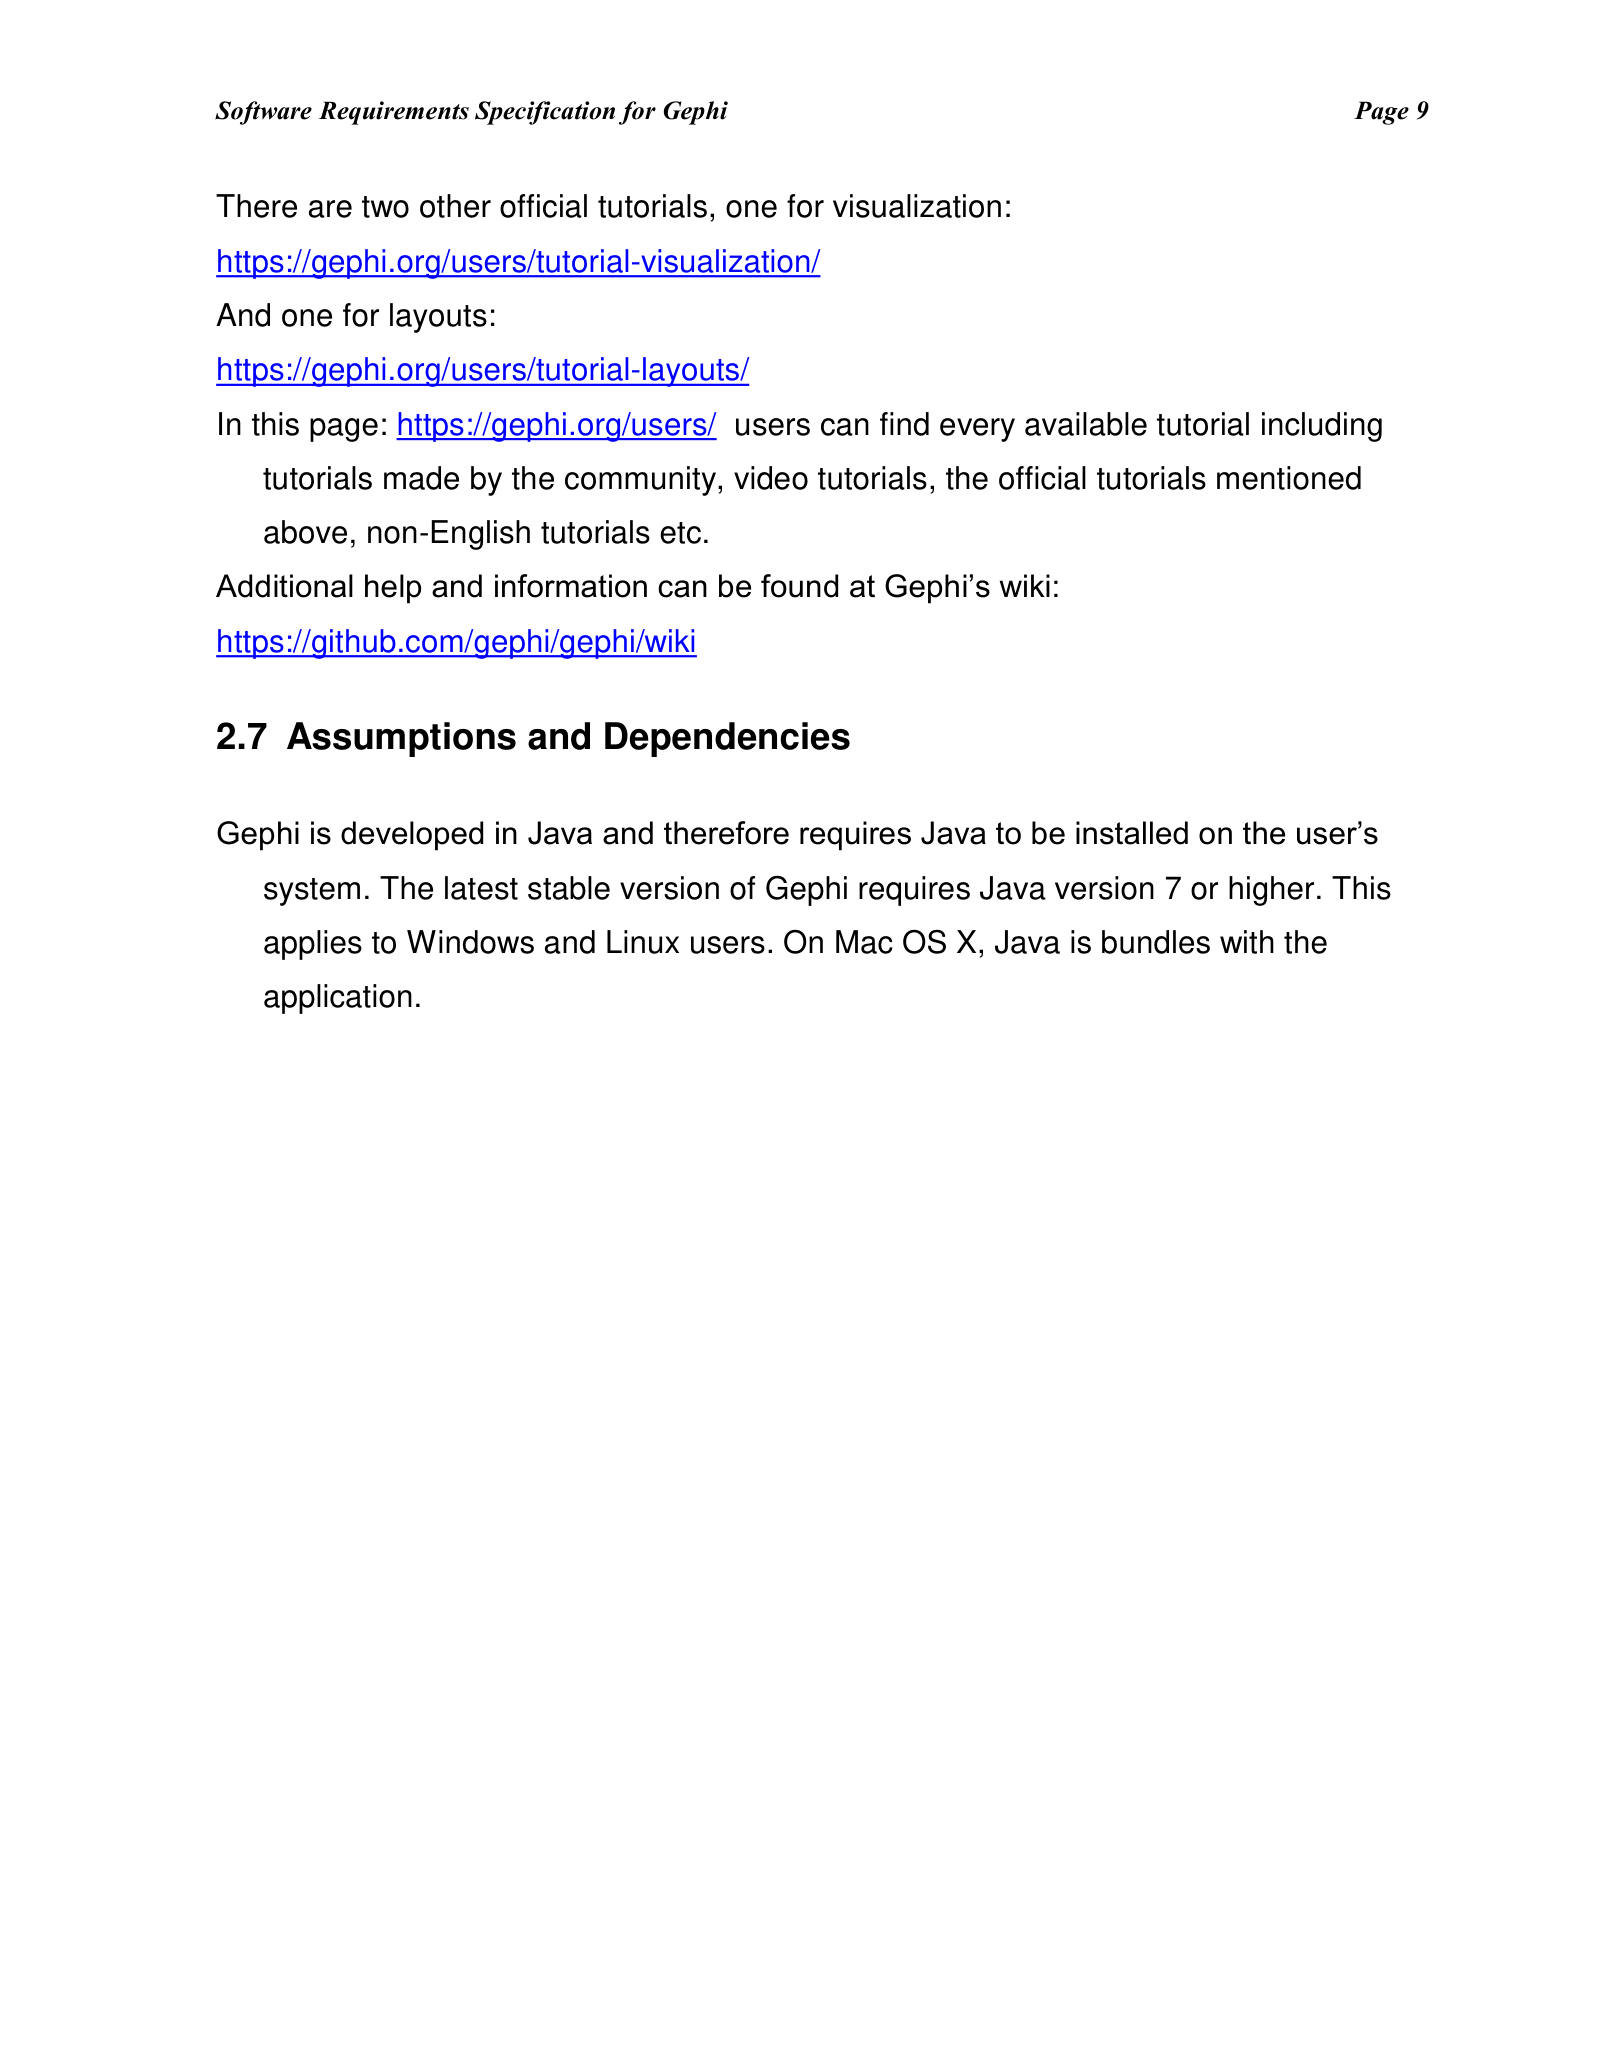 Software Requirements Specification for Gephi Page 9
There are two other official tutorials, one for visualization:
https://gephi.org/users/tutorial-visualization/
And one for layouts:
https://gephi.org/users/tutorial-layouts/
In this page: https://gephi.org/users/  users can find every available tutorial including
tutorials made by the community, video tutorials, the official tutorials mentioned
above, non-English tutorials etc.
Additional help and information can be found at Gephi’s wiki:
https://github.com/gephi/gephi/wiki
2.7  Assumptions and Dependencies
Gephi is developed in Java and therefore requires Java to be installed on the user’s
system. The latest stable version of Gephi requires Java version 7 or higher. This
applies to Windows and Linux users. On Mac OS X, Java is bundles with the
application.